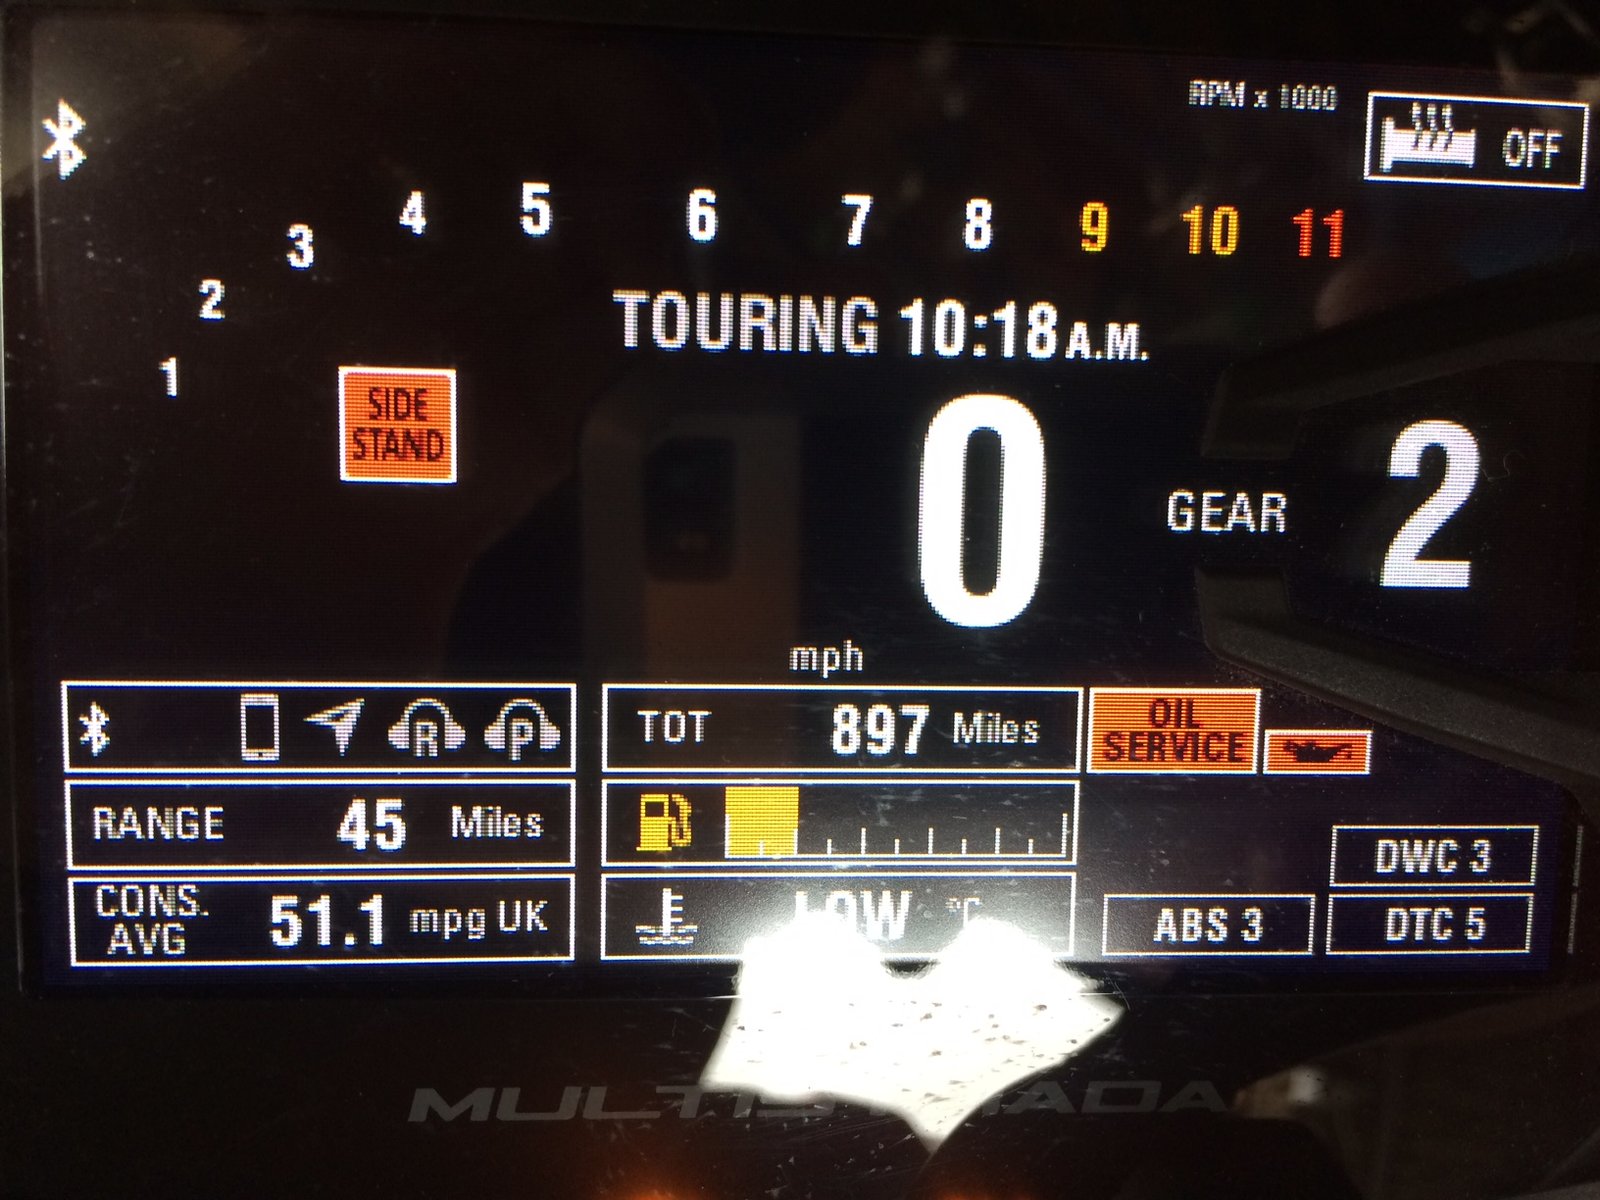 RPM x 1000
OFF
1 2 3 4 5 6 7 8 9 10 11
TOURING 10:18 A.M.
SIDE
STAND
0
mph
GEAR 2
R P
TOT 897 Miles
OIL
SERVICE
RANGE 45 Miles
CONS.
AVG 51.1 mpg UK
LOW °C
DWC 3
ABS 3
DTC 5
MULTISTRADA